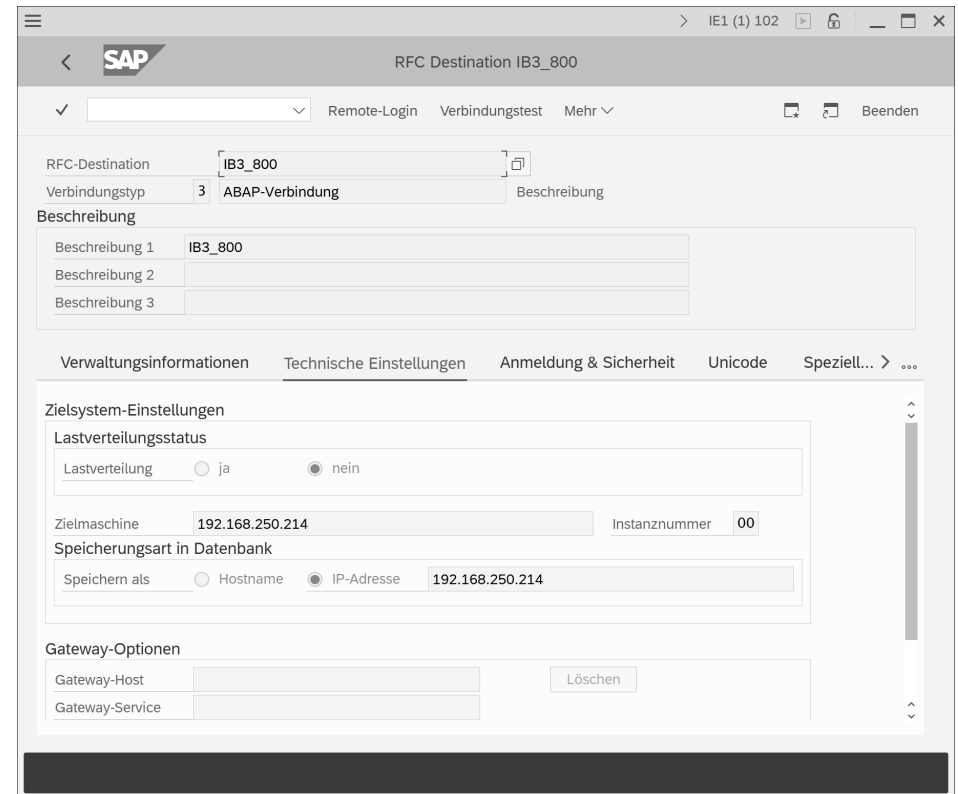 IE1 (1) 102
SAP
RFC Destination IB3_800
Remote-Login Verbindungstest Mehr Beenden
RFC-Destination IB3_800
Verbindungstyp 3 ABAP-Verbindung Beschreibung
Beschreibung
Beschreibung 1 IB3_800
Beschreibung 2
Beschreibung 3
Verwaltungsinformationen Technische Einstellungen Anmeldung & Sicherheit Unicode Speziell...
Zielsystem-Einstellungen
Lastverteilungsstatus
Lastverteilung ja nein
Zielmaschine 192.168.250.214 Instanznummer 00
Speicherungsart in Datenbank
Speichern als Hostname IP-Adresse 192.168.250.214
Gateway-Optionen
Gateway-Host Löschen
Gateway-Service